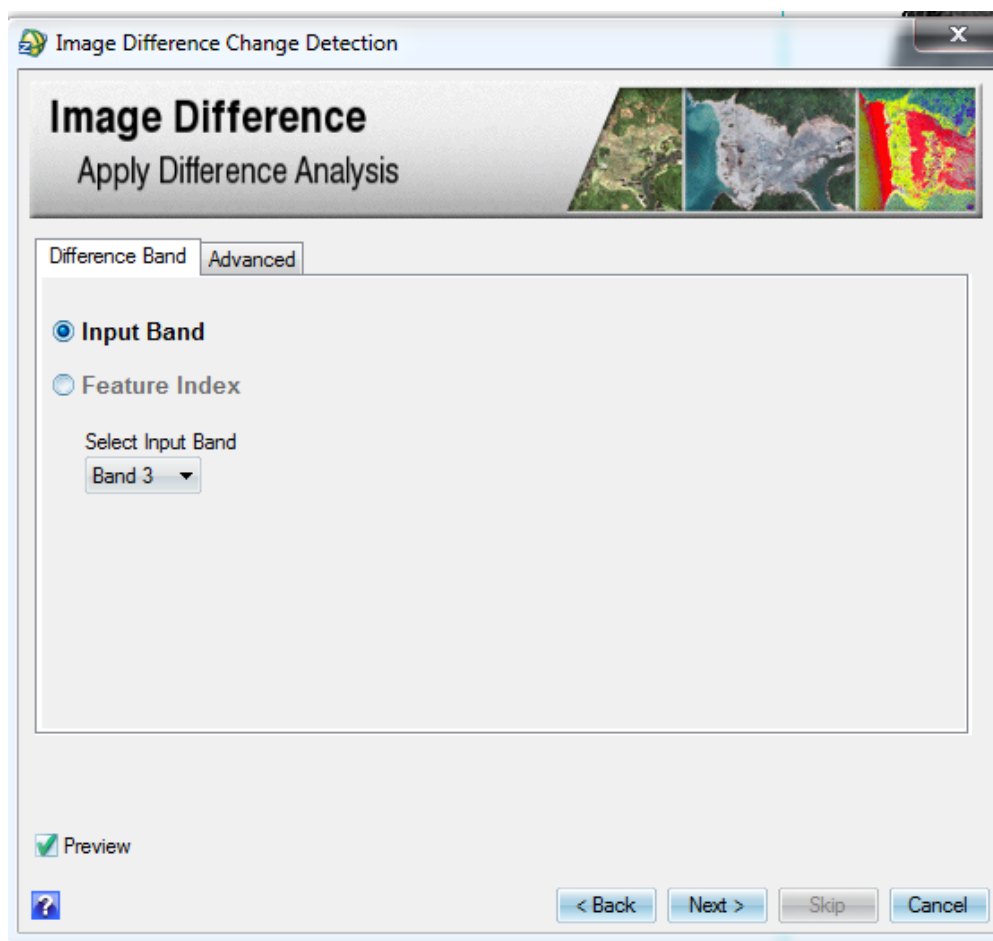 Image Difference Change Detection
x
Image Difference
Apply Difference Analysis
Difference Band
Advanced
Input Band
Feature Index
Select Input Band
Band 3
Preview
?
< Back
Next >
Skip
Cancel